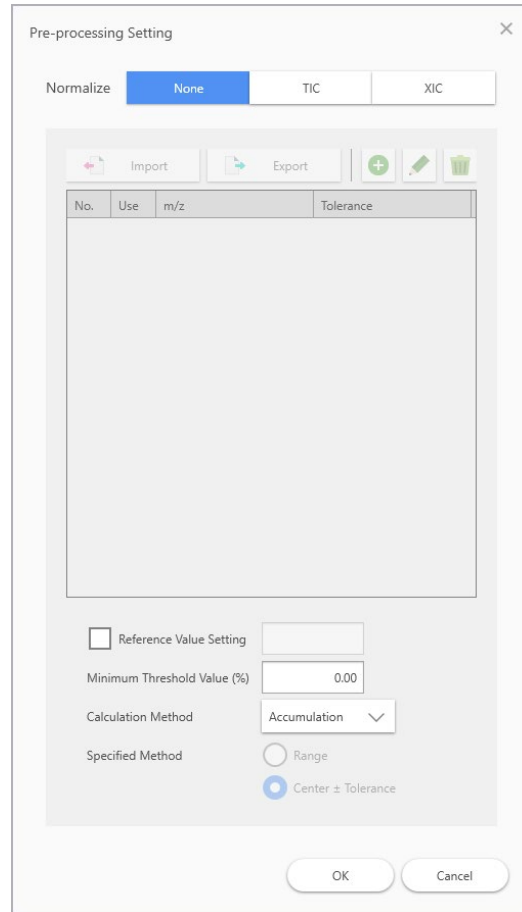 Pre-processing Setting
Normalize None TIC XIC
Import Export
No. Use m/z Tolerance
Reference Value Setting
Minimum Threshold Value (%) 0.00
Calculation Method Accumulation
Specified Method Range
Center ± Tolerance
OK Cancel